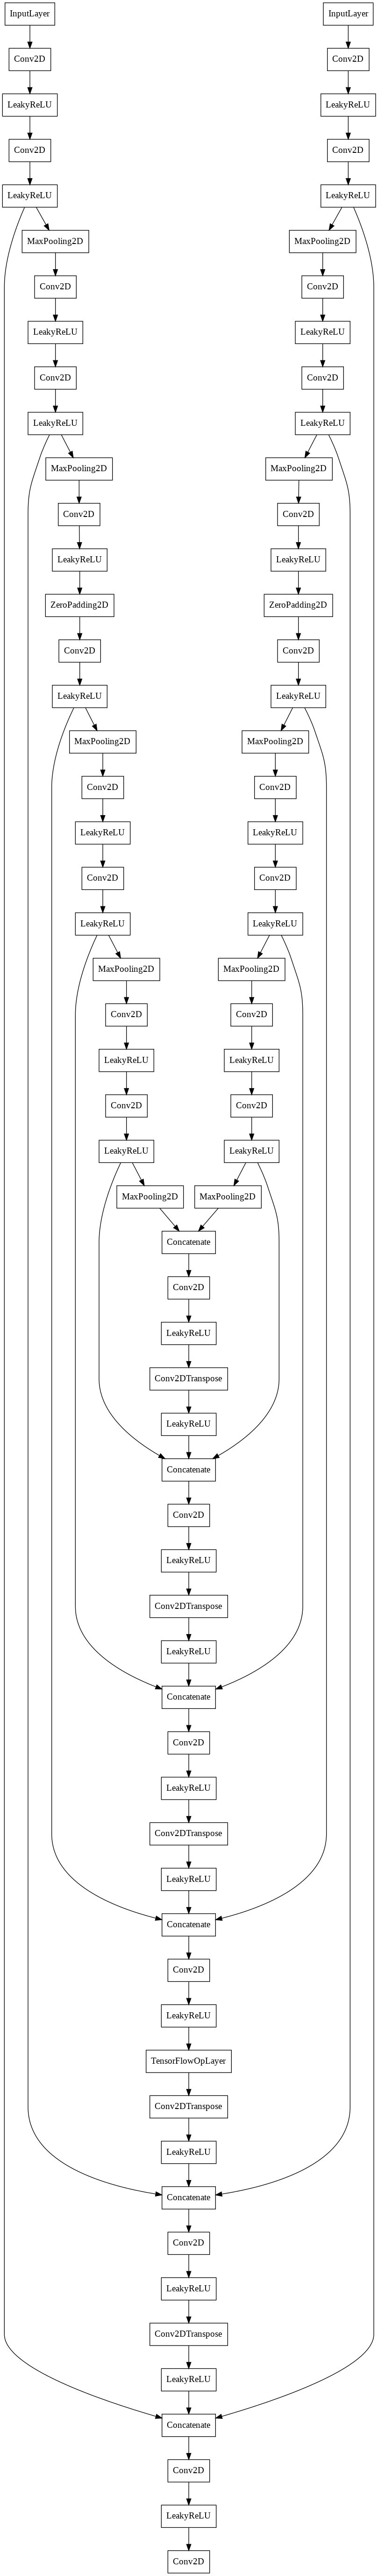 InputLayer InputLayer
Conv2D Conv2D
LeakyReLU LeakyReLU
Conv2D Conv2D
LeakyReLU LeakyReLU
MaxPooling2D MaxPooling2D
Conv2D Conv2D
LeakyReLU LeakyReLU
Conv2D Conv2D
LeakyReLU LeakyReLU
MaxPooling2D MaxPooling2D
Conv2D Conv2D
LeakyReLU LeakyReLU
ZeroPadding2D ZeroPadding2D
Conv2D Conv2D
LeakyReLU LeakyReLU
MaxPooling2D MaxPooling2D
Conv2D Conv2D
LeakyReLU LeakyReLU
Conv2D Conv2D
LeakyReLU LeakyReLU
MaxPooling2D MaxPooling2D
Conv2D Conv2D
LeakyReLU LeakyReLU
Conv2D Conv2D
LeakyReLU LeakyReLU
MaxPooling2D MaxPooling2D
Concatenate
Conv2D
LeakyReLU
Conv2DTranspose
LeakyReLU
Concatenate
Conv2D
LeakyReLU
Conv2DTranspose
LeakyReLU
Concatenate
Conv2D
LeakyReLU
Conv2DTranspose
LeakyReLU
Concatenate
Conv2D
LeakyReLU
TensorFlowOpLayer
Conv2DTranspose
LeakyReLU
Concatenate
Conv2D
LeakyReLU
Conv2DTranspose
LeakyReLU
Concatenate
Conv2D
LeakyReLU
Conv2D